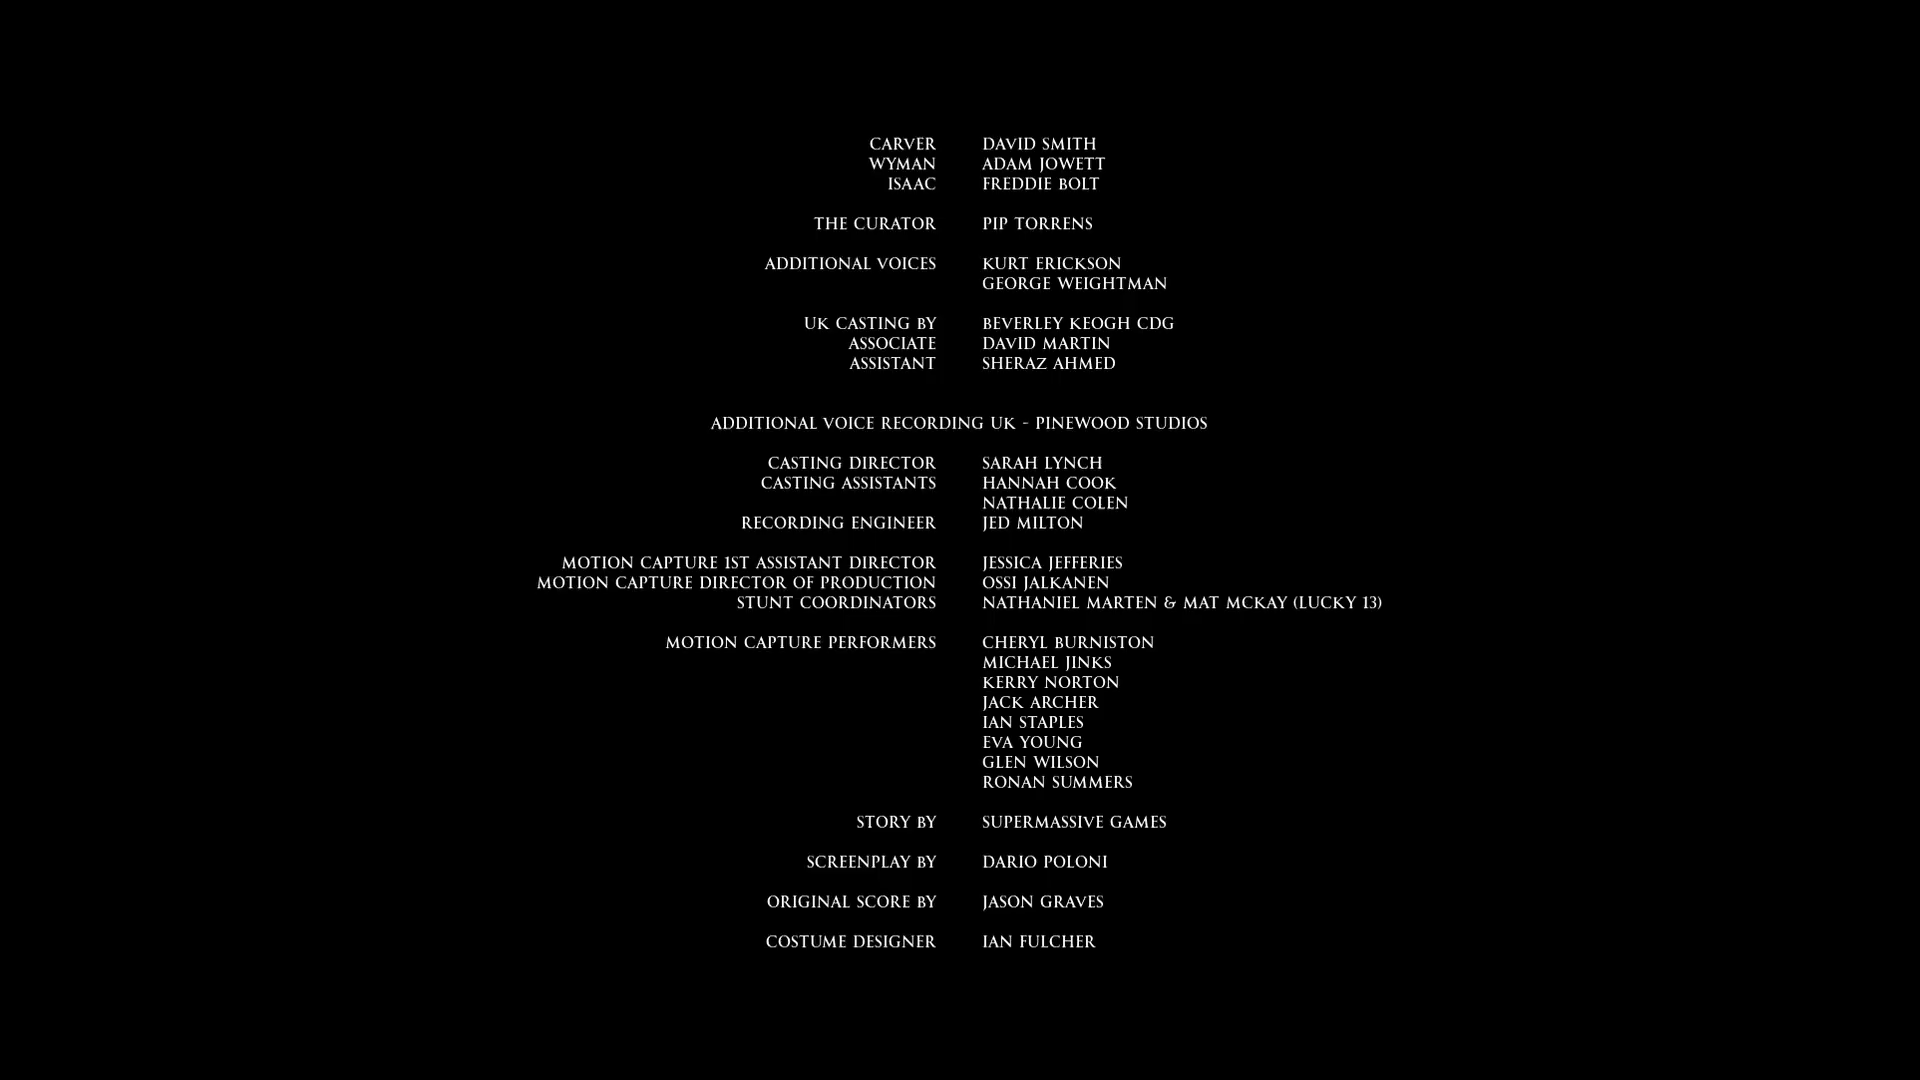 CARVER DAVID SMITH
WYMAN ADAM JOWETT
ISAAC FREDDIE BOLT
THE CURATOR PIP TORRENS
ADDITIONAL VOICES KURT ERICKSON
GEORGE WEIGHTMAN
UK CASTING BY BEVERLEY KEOGH CDG
ASSOCIATE DAVID MARTIN
ASSISTANT SHERAZ AHMED
ADDITIONAL VOICE RECORDING UK - PINEWOOD STUDIOS
CASTING DIRECTOR SARAH LYNCH
CASTING ASSISTANTS HANNAH COOK
NATHALIE COLEN
RECORDING ENGINEER JED MILTON
MOTION CAPTURE 1ST ASSISTANT DIRECTOR JESSICA JEFFERIES
MOTION CAPTURE DIRECTOR OF PRODUCTION OSSI JALKANEN
STUNT COORDINATORS NATHANIEL MARTEN & MAT MCKAY (LUCKY 13)
MOTION CAPTURE PERFORMERS CHERYL BURNISTON
MICHAEL JINKS
KERRY NORTON
JACK ARCHER
IAN STAPLES
EVA YOUNG
GLEN WILSON
RONAN SUMMERS
STORY BY SUPERMASSIVE GAMES
SCREENPLAY BY DARIO POLONI
ORIGINAL SCORE BY JASON GRAVES
COSTUME DESIGNER IAN FULCHER